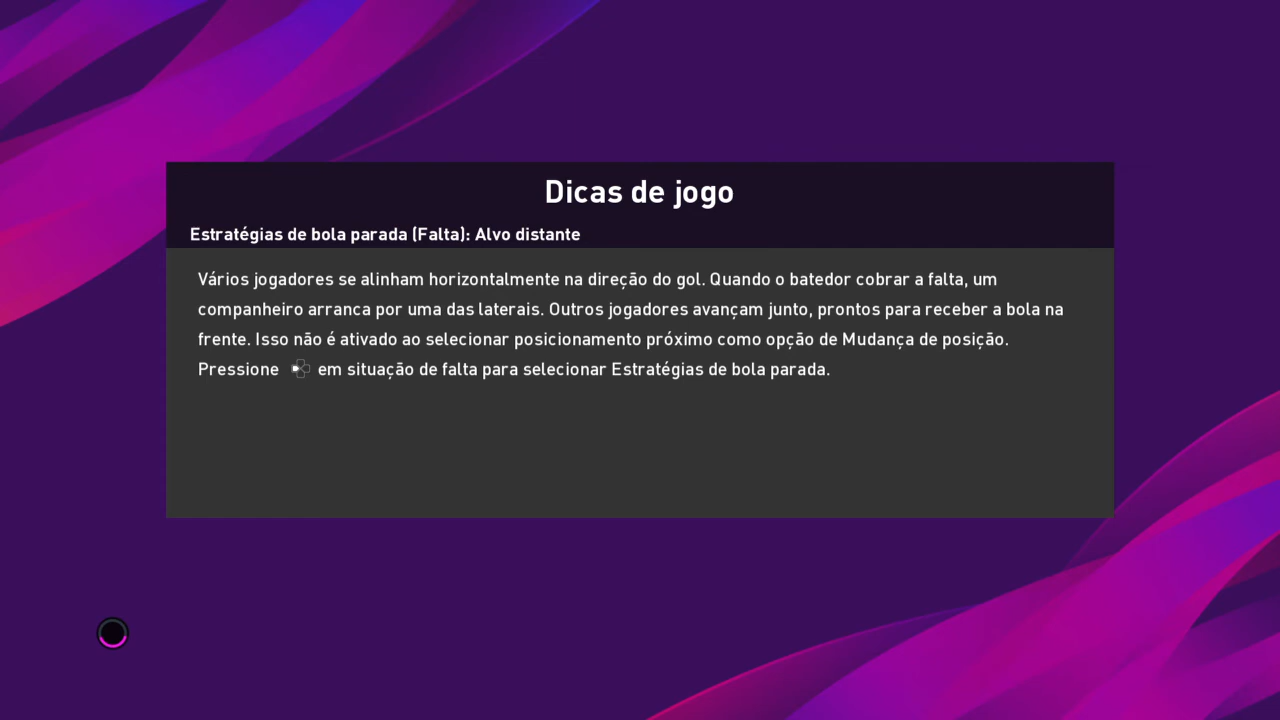 Dicas de jogo
Estratégias de bola parada (Falta): Alvo distante
Vários jogadores se alinham horizontalmente na direção do gol. Quando o batedor cobrar a falta, um
companheiro arranca por uma das laterais. Outros jogadores avançam junto, prontos para receber a bola na
frente. Isso não é ativado ao selecionar posicionamento próximo como opção de Mudança de posição.
Pressione em situação de falta para selecionar Estratégias de bola parada.